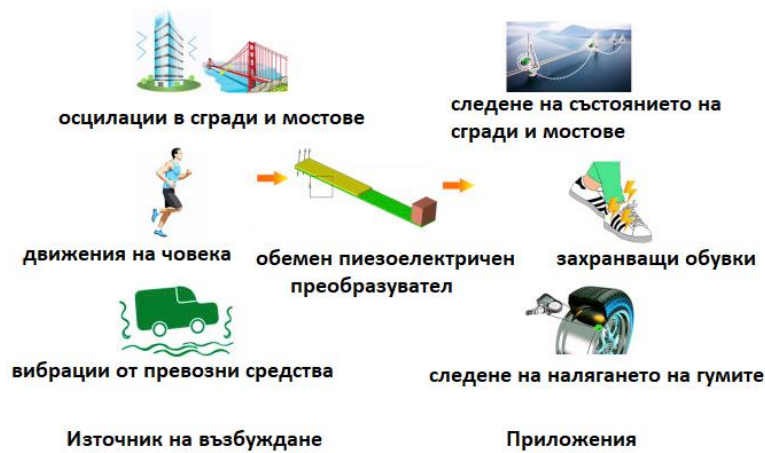 осцилации в сгради и мостове
следене на състоянието на
сгради и мостове
движения на човека
обемен пиезоелектричен
преобразувател
захранващи обувки
вибрации от превозни средства
следене на налягането на гумите
Източник на възбуждане
Приложения